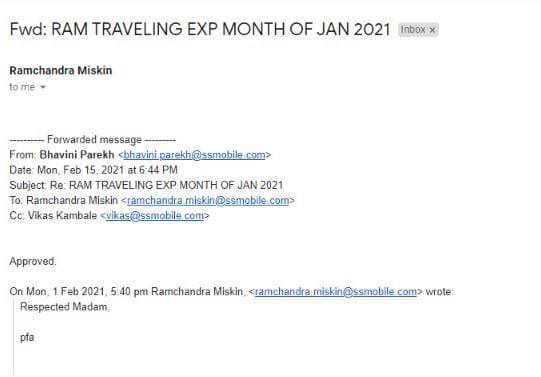 Fwd: RAM TRAVELING EXP MONTH OF JAN 2021 Inbox x
Ramchandra Miskin
to me
---------- Forwarded message ---------
From: Bhavini Parekh <bhavini.parekh@ssmobile.com>
Date: Mon, Feb 15, 2021 at 6:44 PM
Subject: Re: RAM TRAVELING EXP MONTH OF JAN 2021
To: Ramchandra Miskin <ramchandra.miskin@ssmobile.com>
Cc: Vikas Kambale <vikas@ssmobile.com>
Approved.
On Mon, 1 Feb 2021, 5:40 pm Ramchandra Miskin, <ramchandra.miskin@ssmobile.com> wrote:
Respected Madam,
pfa